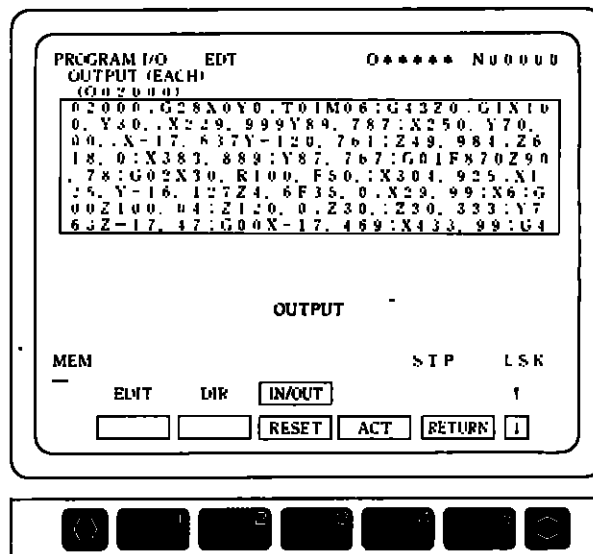 PROGRAM I/O EDT O***** N00000
OUTPUT (EACH)
(O02000)
O2000:G28X0Y0.T01M06:G43Z0.G1X10
0. Y30..X229. 999Y89. 787:X250. Y70.
00..X-17. 637Y-120. 761:Z49. 984.Z6
18. 0:X383. 889:Y87. 767:G01F870Z90
. 78:G02X30. R100. F50.:X304. 925.X1
25. Y-16. 127Z4. 6F35. 0.X29. 99:X6:G
00Z100. 04:Z120. 0.Z30.:Z30. 333:Y7
63Z-17. 47:G00X-17. 469:X433. 99:G4
OUTPUT
MEM STP LSK
EDIT DIR IN/OUT ↑
RESET ACT RETURN ↓